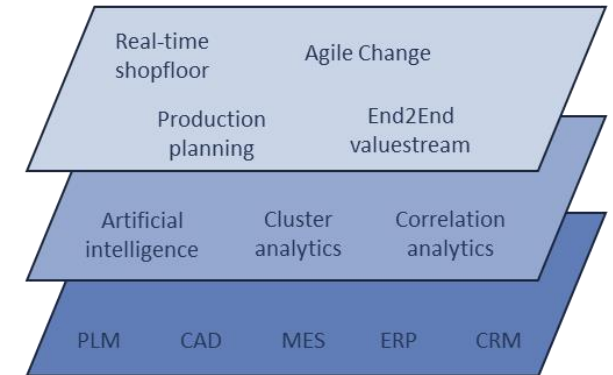 Real-time
shopfloor
Agile Change
Production
planning
End2End
valuestream
Artificial
intelligence
Cluster
analytics
Correlation
analytics
PLM CAD MES ERP CRM